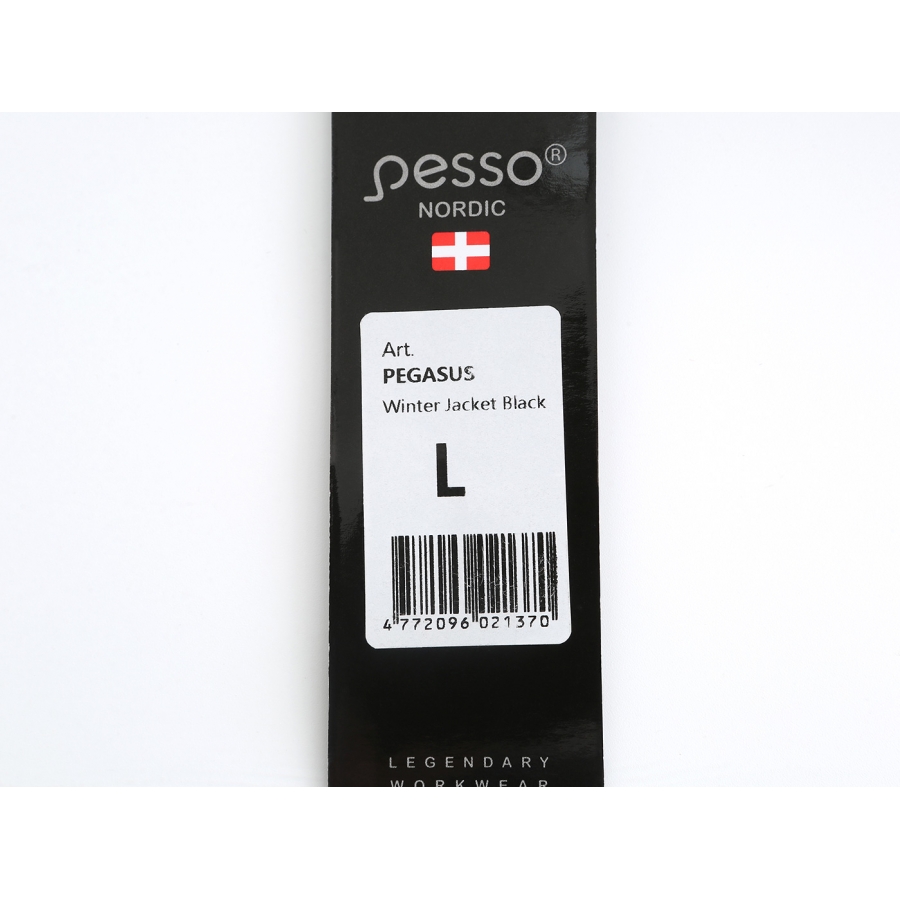 pesso®
NORDIC
Art.
PEGASUS
Winter Jacket Black
L
4 772096 021370
LEGENDARY
WORKWEAR